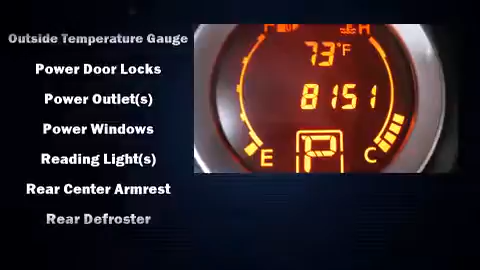 Outside Temperature Gauge
Power Door Locks
Power Outlet(s)
Power Windows
Reading Light(s)
Rear Center Armrest
Rear Defroster
F H
73°F
8151
E P C